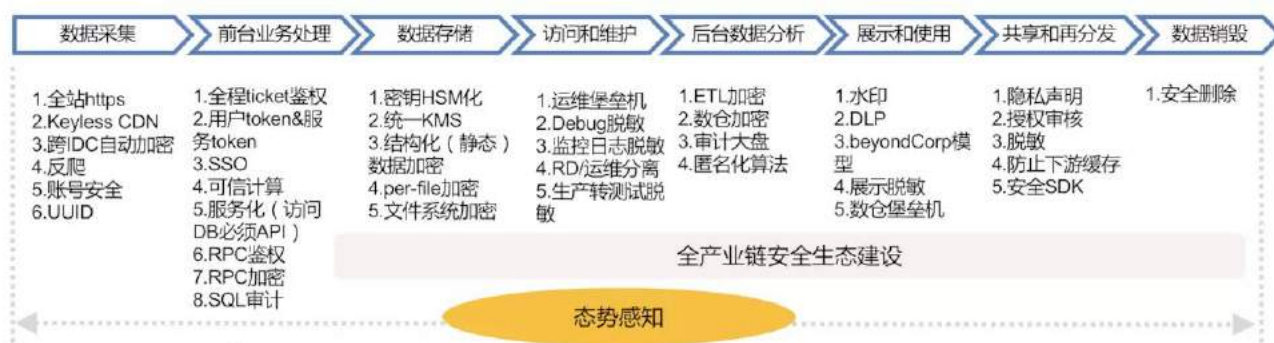 数据采集
前台业务处理
数据存储
访问和维护
后台数据分析
展示和使用
共享和再分发
数据销毁
1.全站https
2.Keyless CDN
3.跨IDC自动加密
4.反爬
5.账号安全
6.UUID
1.全程ticket鉴权
2.用户token&服
务token
3.SSO
4.可信计算
5.服务化（访问
DB必须API）
6.RPC鉴权
7.RPC加密
8.SQL审计
1.密钥HSM化
2.统一KMS
3.结构化（静态）
数据加密
4.per-file加密
5.文件系统加密
1.运维堡垒机
2.Debug脱敏
3.监控日志脱敏
4.RD/运维分离
5.生产转测试脱
敏
1.ETL加密
2.数仓加密
3.审计大盘
4.匿名化算法
1.水印
2.DLP
3.beyondCorp模
型
4.展示脱敏
5.数仓堡垒机
1.隐私声明
2.授权审核
3.脱敏
4.防止下游缓存
5.安全SDK
1.安全删除
全产业链安全生态建设
态势感知